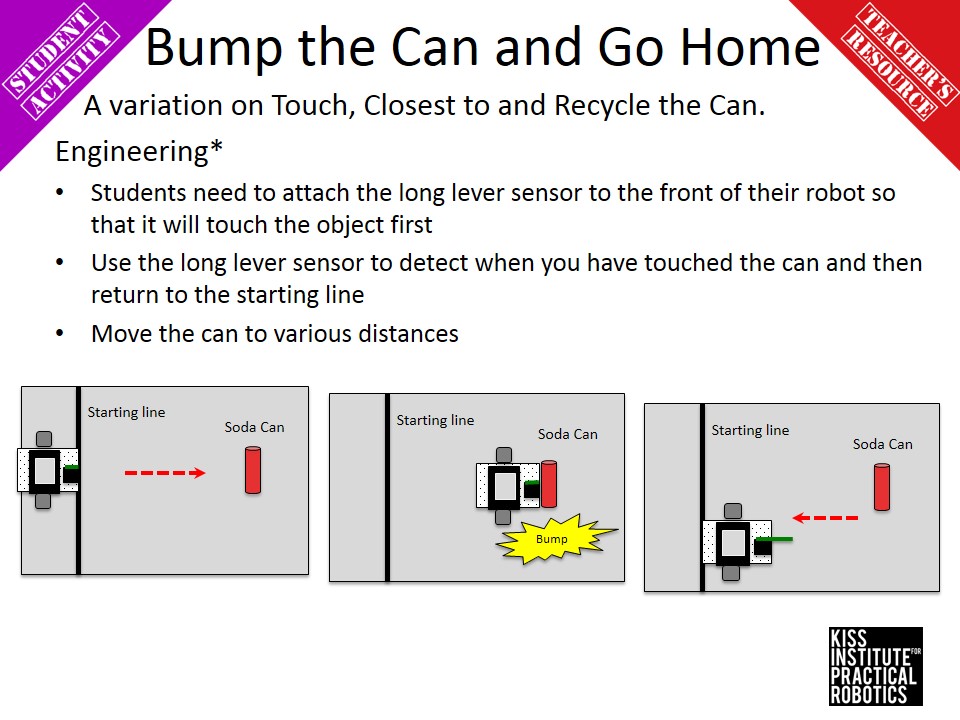 STUDENT
ACTIVITY
TEACHER'S
RESOURCE
Bump the Can and Go Home
A variation on Touch, Closest to and Recycle the Can.
Engineering*
• Students need to attach the long lever sensor to the front of their robot so
that it will touch the object first
• Use the long lever sensor to detect when you have touched the can and then
return to the starting line
• Move the can to various distances
Starting line
Soda Can
Starting line
Soda Can
Bump
Starting line
Soda Can
KISS
INSTITUTE FOR
PRACTICAL
ROBOTICS